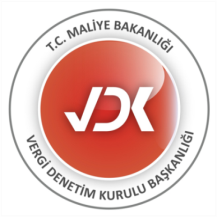 T.C. MALİYE BAKANLIĞI
VDK
VERGİ DENETİM KURULU BAŞKANLIĞI